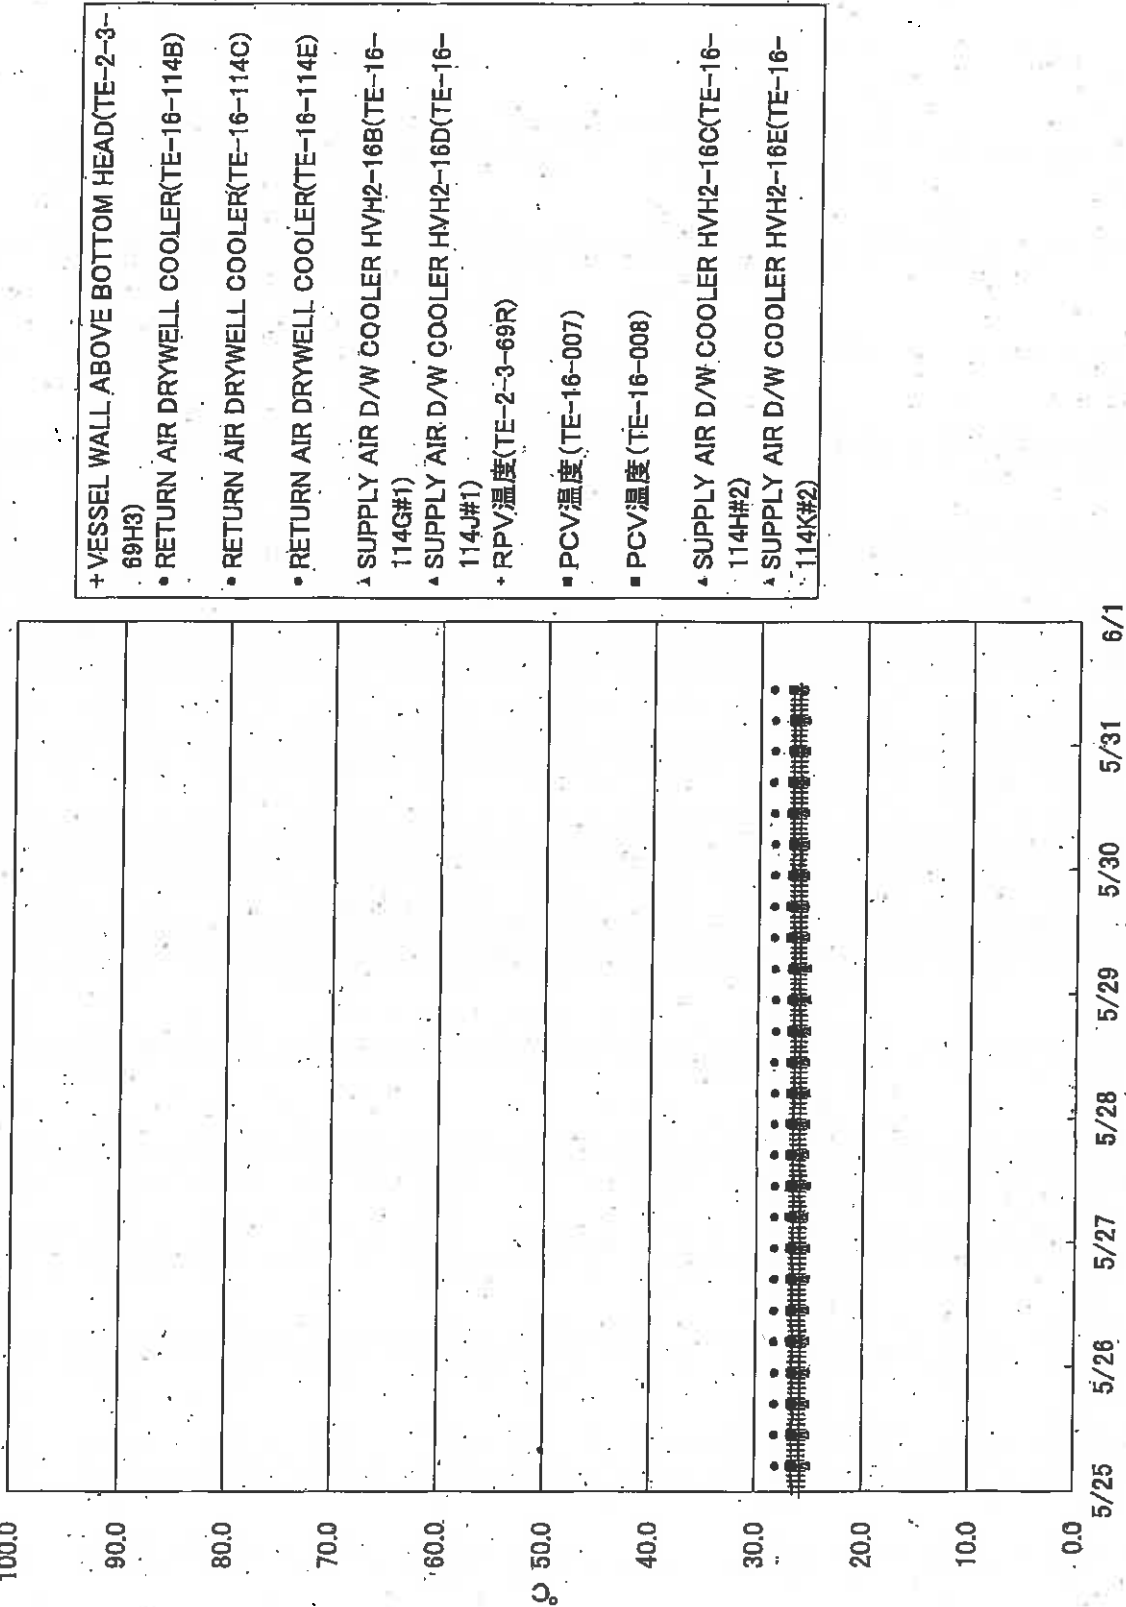 100.0
90.0
80.0
70.0
60.0
50.0
40.0
30.0
20.0
10.0
0.0
℃
5/25
5/26
5/27
5/28
5/29
5/30
5/31
6/1
+ VESSEL WALL ABOVE BOTTOM HEAD(TE-2-3-
69H3)
● RETURN AIR DRYWELL COOLER(TE-16-114B)
● RETURN AIR DRYWELL COOLER(TE-16-114C)
● RETURN AIR DRYWELL COOLER(TE-16-114E)
▲ SUPPLY AIR D/W COOLER HVH2-16B(TE-16-
114G#1)
▲ SUPPLY AIR D/W COOLER HVH2-16D(TE-16-
114J#1)
+ RPV温度(TE-2-3-69R)
■ PCV温度(TE-16-007)
■ PCV温度(TE-16-008)
▲ SUPPLY AIR D/W COOLER HVH2-16C(TE-16-
114H#2)
▲ SUPPLY AIR D/W COOLER HVH2-16E(TE-16-
114K#2)